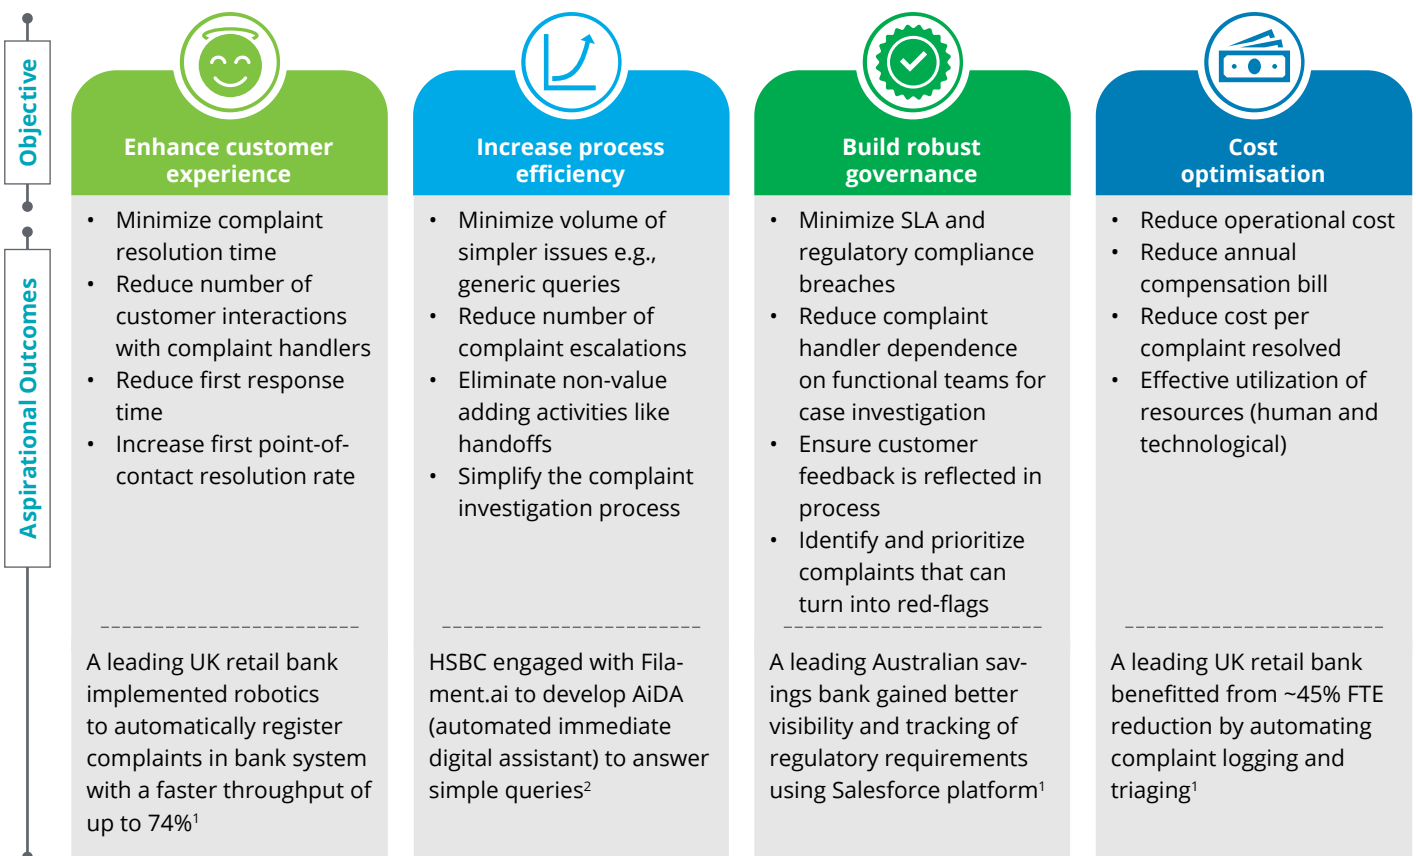 Objective
Enhance customer
experience
Increase process
efficiency
Build robust
governance
Cost
optimisation
Aspirational Outcomes
• Minimize complaint
resolution time
• Reduce number of
customer interactions
with complaint handlers
• Reduce first response
time
• Increase first point-of-
contact resolution rate
• Minimize volume of
simpler issues e.g.,
generic queries
• Reduce number of
complaint escalations
• Eliminate non-value
adding activities like
handoffs
• Simplify the complaint
investigation process
• Minimize SLA and
regulatory compliance
breaches
• Reduce complaint
handler dependence
on functional teams for
case investigation
• Ensure customer
feedback is reflected in
process
• Identify and prioritize
complaints that can
turn into red-flags
• Reduce operational cost
• Reduce annual
compensation bill
• Reduce cost per
complaint resolved
• Effective utilization of
resources (human and
technological)
A leading UK retail bank
implemented robotics
to automatically register
complaints in bank system
with a faster throughput of
up to 74%¹
HSBC engaged with Fila-
ment.ai to develop AiDA
(automated immediate
digital assistant) to answer
simple queries²
A leading Australian sav-
ings bank gained better
visibility and tracking of
regulatory requirements
using Salesforce platform¹
A leading UK retail bank
benefitted from ~45% FTE
reduction by automating
complaint logging and
triaging¹